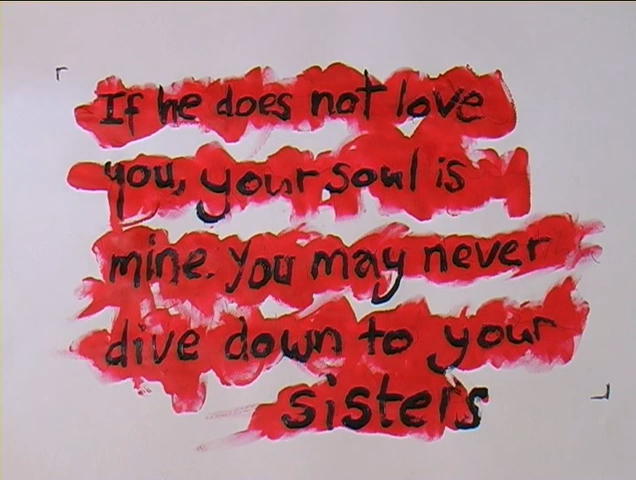 If he does not love
you, your soul is
mine. you may never
dive down to your
sisters